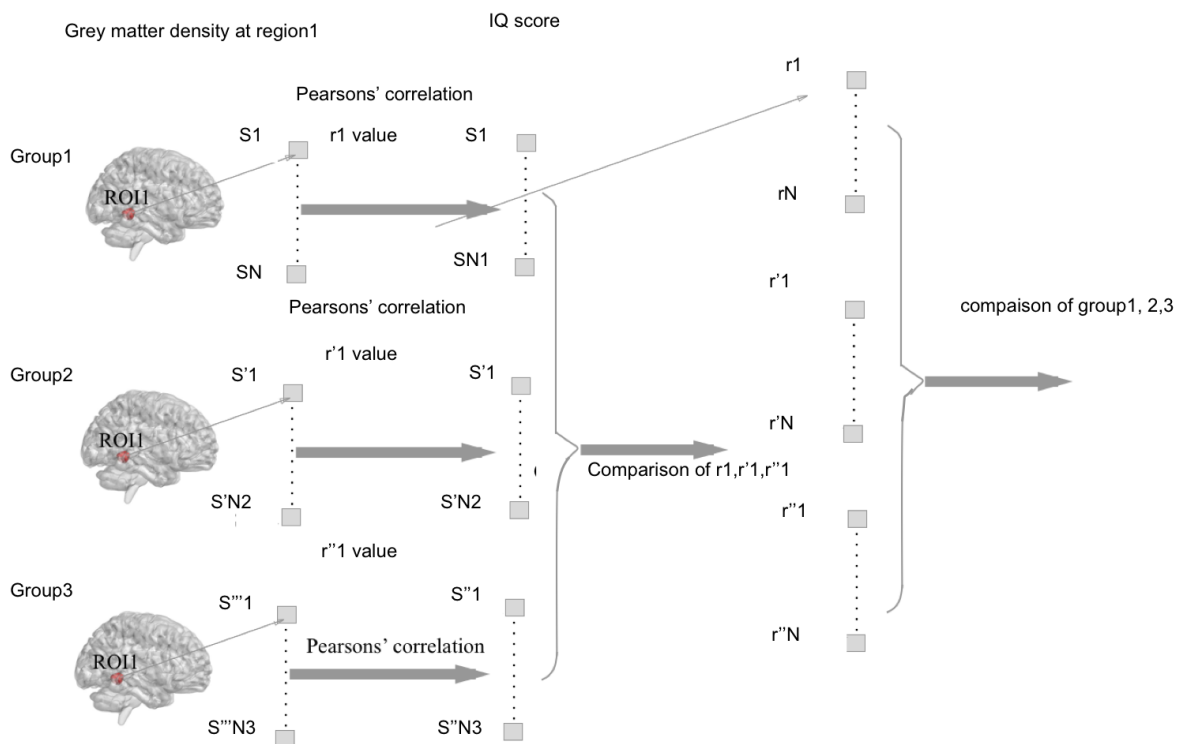 Grey matter density at region1
IQ score
Pearsons’ correlation
S1
r1 value
S1
r1
Group1
ROI1
SN
SN1
rN
Pearsons’ correlation
r’1
compaison of group1, 2,3
r’1 value
Group2
S’1
S’1
ROI1
r’N
S’N2
S’N2
Comparison of r1,r’1,r’’1
r’’1
r’’1 value
Group3
S’’’1
S’’1
ROI1
Pearsons’ correlation
r’’N
S’’’N3
S’’N3